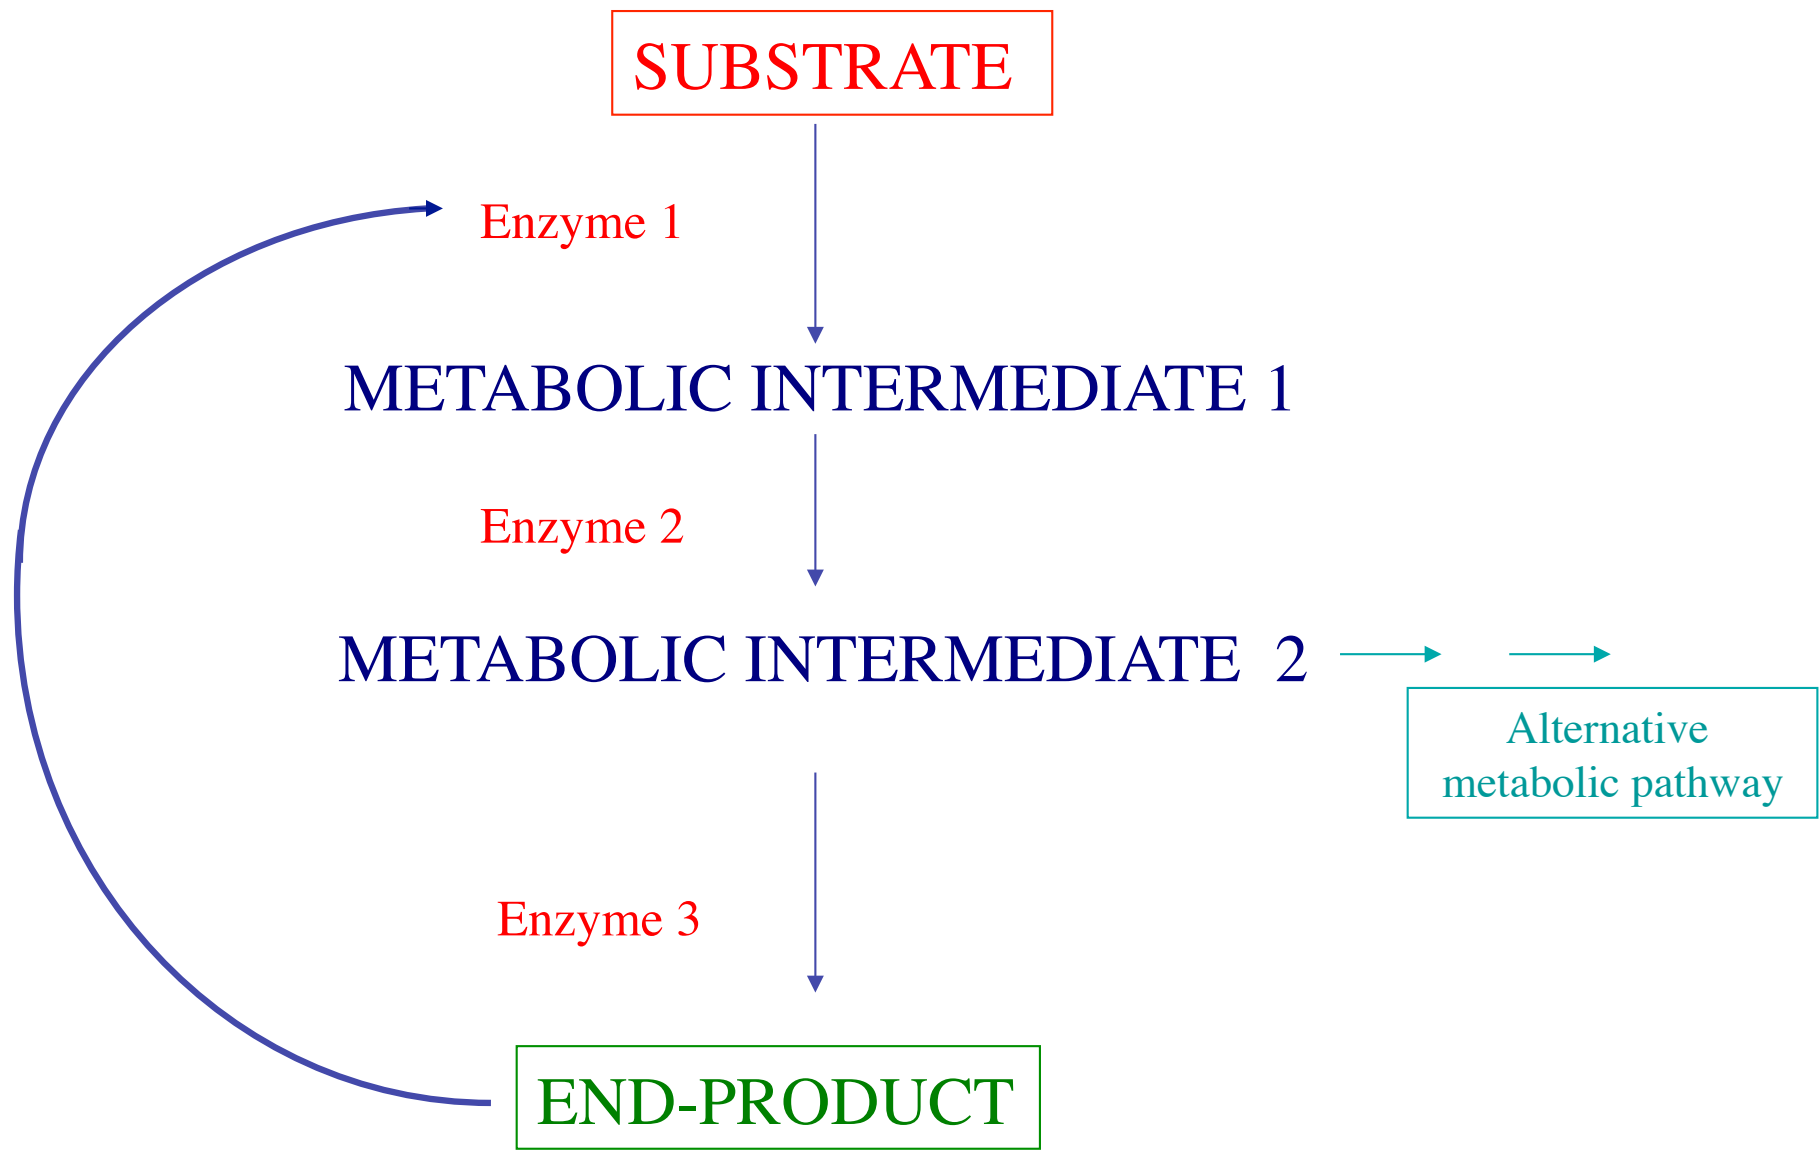 SUBSTRATE
Enzyme 1
METABOLIC INTERMEDIATE 1
Enzyme 2
METABOLIC INTERMEDIATE 2
Alternative
metabolic pathway
Enzyme 3
END-PRODUCT